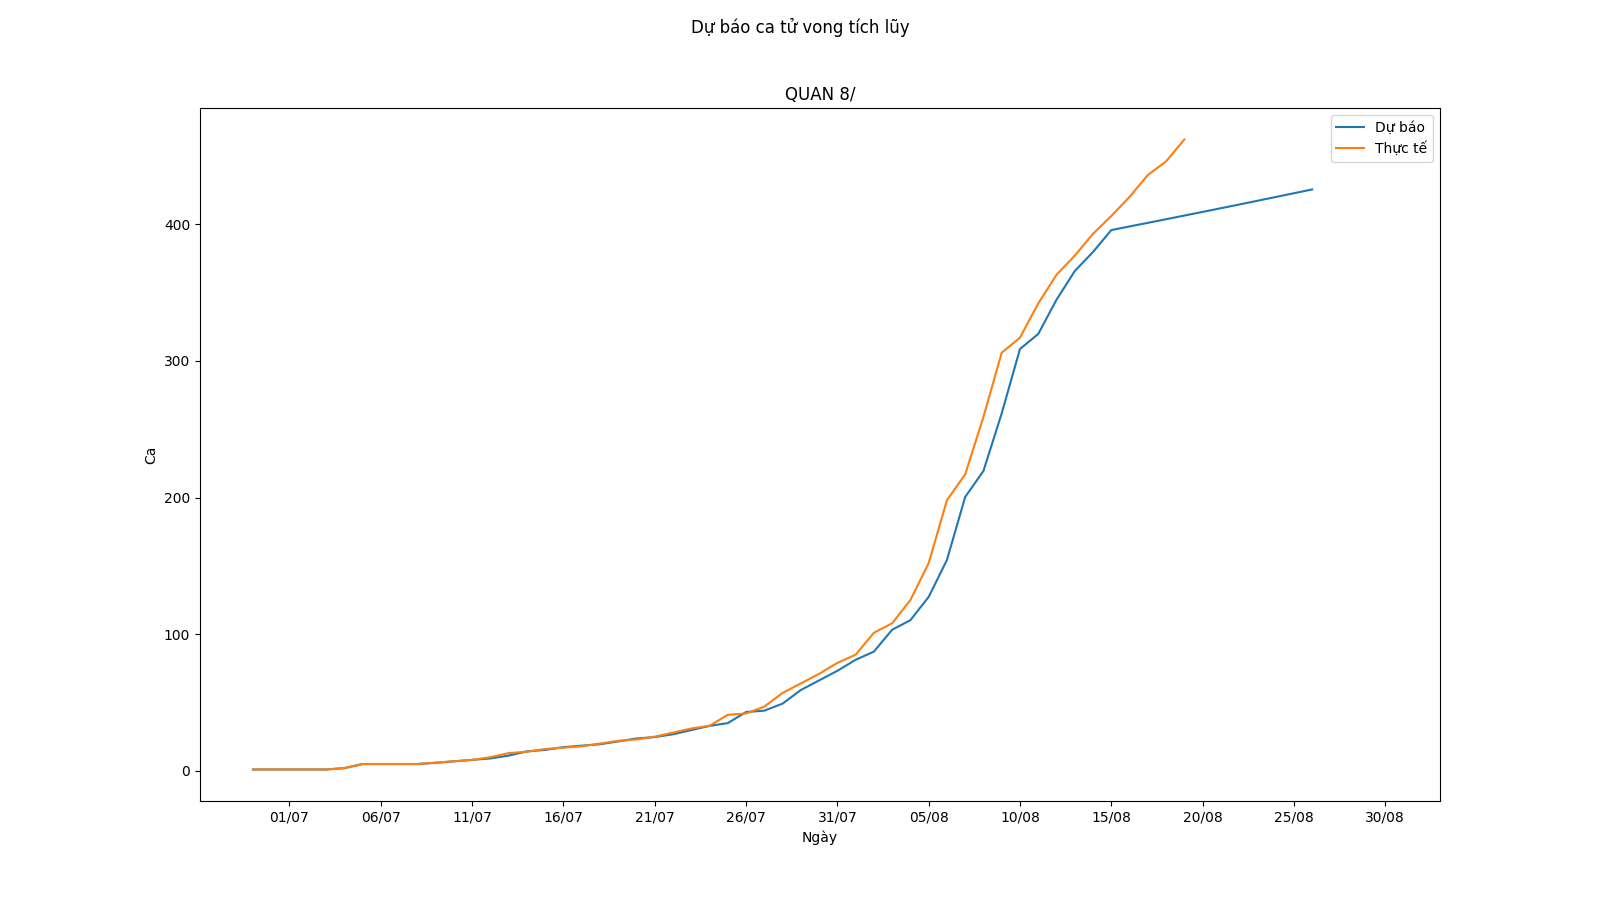 Dự báo ca tử vong tích lũy
QUAN 8/
Dự báo
Thực tế
400
300
200
100
0
Ca
01/07 06/07 11/07 16/07 21/07 26/07 31/07 05/08 10/08 15/08 20/08 25/08 30/08
Ngày